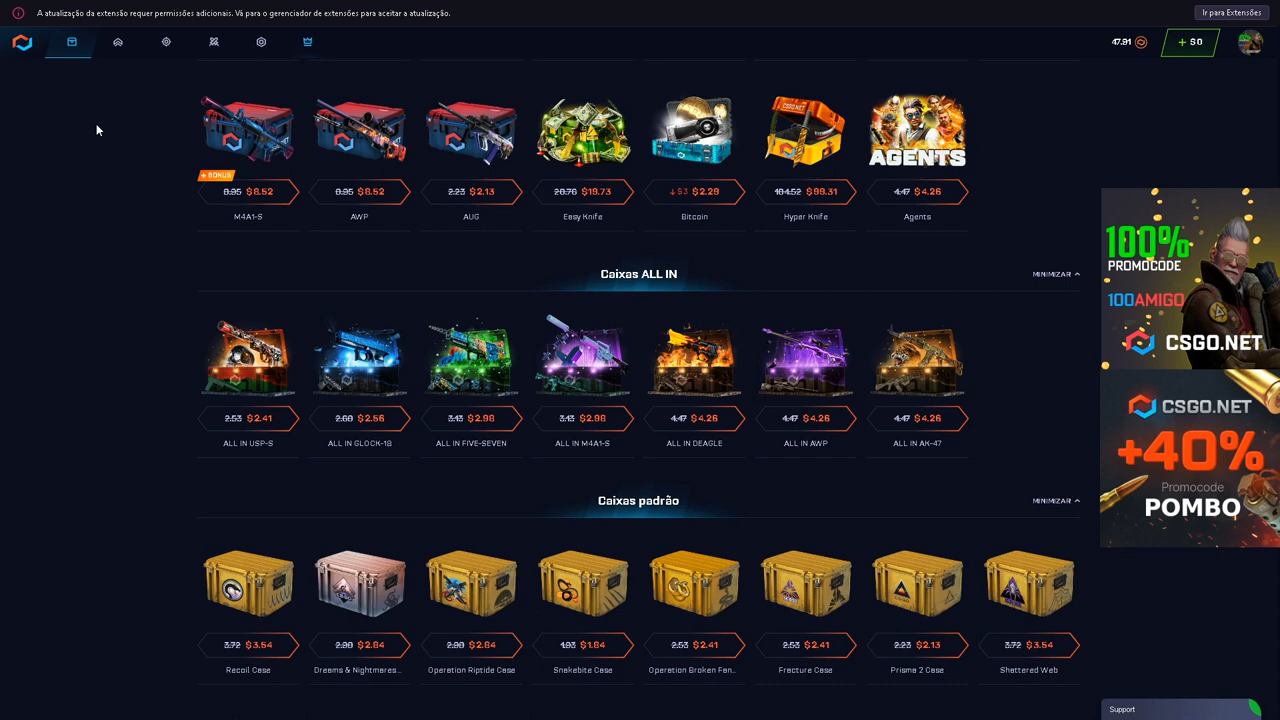 A atualização da extensão requer permissões adicionais. Vá para o gerenciador de extensões para aceitar a atualização.
Ir para Extensões
47.91
+ $0
CSGO.NET
AGENTS
+ BONUS
8.95 $8.52
8.95 $8.52
2.23 $2.13
20.76 $19.73
↓$3 $2.29
104.52 $99.31
4.47 $4.26
M4A1-S
AWP
AUG
Easy Knife
Bitcoin
Hyper Knife
Agents
Caixas ALL IN
MINIMIZAR
2.53 $2.41
2.68 $2.56
3.13 $2.98
3.13 $2.98
4.47 $4.26
4.47 $4.26
4.47 $4.26
ALL IN USP-S
ALL IN GLOCK-18
ALL IN FIVE-SEVEN
ALL IN M4A1-S
ALL IN DEAGLE
ALL IN AWP
ALL IN AK-47
Caixas padrão
MINIMIZAR
3.72 $3.54
2.98 $2.84
2.98 $2.84
1.93 $1.84
2.53 $2.41
2.53 $2.41
2.23 $2.13
3.72 $3.54
Recoil Case
Dreams & Nightmares...
Operation Riptide Case
Snakebite Case
Operation Broken Fan...
Fracture Case
Prisma 2 Case
Shattered Web
100%
PROMOCODE
100AMIGO
CSGO.NET
CSGO.NET
+40%
Promocode
POMBO
Support